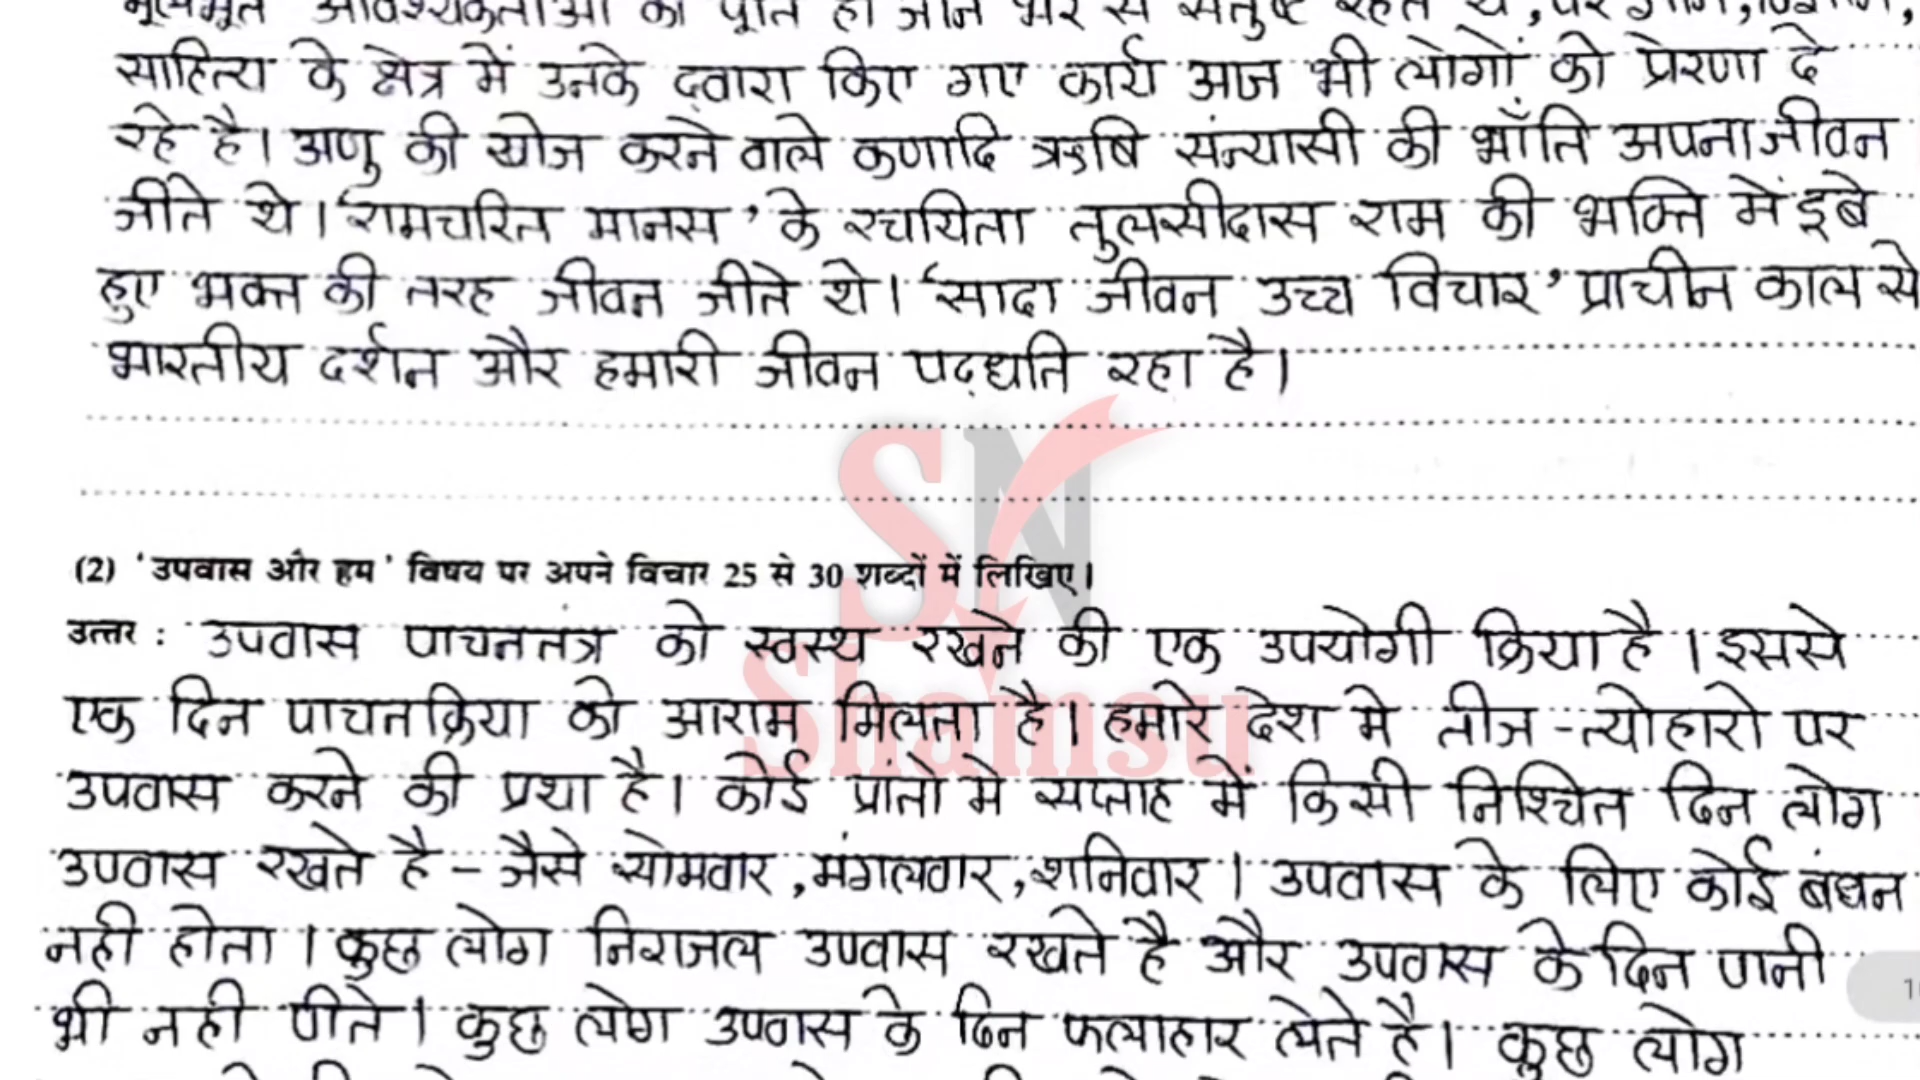 मूलभूत आवश्यकताओं की पूर्ति हो जाने भर से संतुष्ट रहते थे, पर
साहित्य के क्षेत्र में उनके द्वारा किए गए कार्य आज भी लोगों को प्रेरणा दे
रहे है। अणु की खोज करने वाले कणादि ऋषि संन्यासी की भाँति अपना जीवन
जीते थे। 'रामचरित मानस' के रचयिता तुलसीदास राम की भक्ति में डूबे
हुए भक्त की तरह जीवन जीते थे। 'सादा जीवन उच्च विचार' प्राचीन काल से
भारतीय दर्शन और हमारी जीवन पद्धति रहा है।
SN
Shamsu
(2) 'उपवास और हम' विषय पर अपने विचार 25 से 30 शब्दों में लिखिए।
उत्तर : उपवास पाचनतंत्र को स्वस्थ रखने की एक उपयोगी क्रिया है। इससे
एक दिन पाचनक्रिया को आराम मिलता है। हमारे देश मे तीज-त्योहारो पर
उपवास करने की प्रथा है। कोई प्रांतो मे सप्ताह में किसी निश्चित दिन लोग
उपवास रखते है - जैसे सोमवार, मंगलवार, शनिवार। उपवास के लिए कोई बंधन
नही होता। कुछ लोग निराजल उपवास रखते है और उपवास के दिन पानी
भी नही पीते। कुछ लोग उपवास के दिन फलाहार लेते है। कुछ लोग